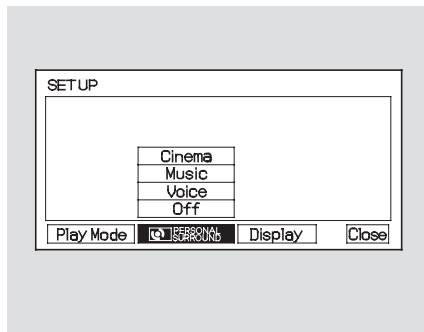 SETUP
Cinema
Music
Voice
Off
Play Mode PERSONAL SURROUND Display Close